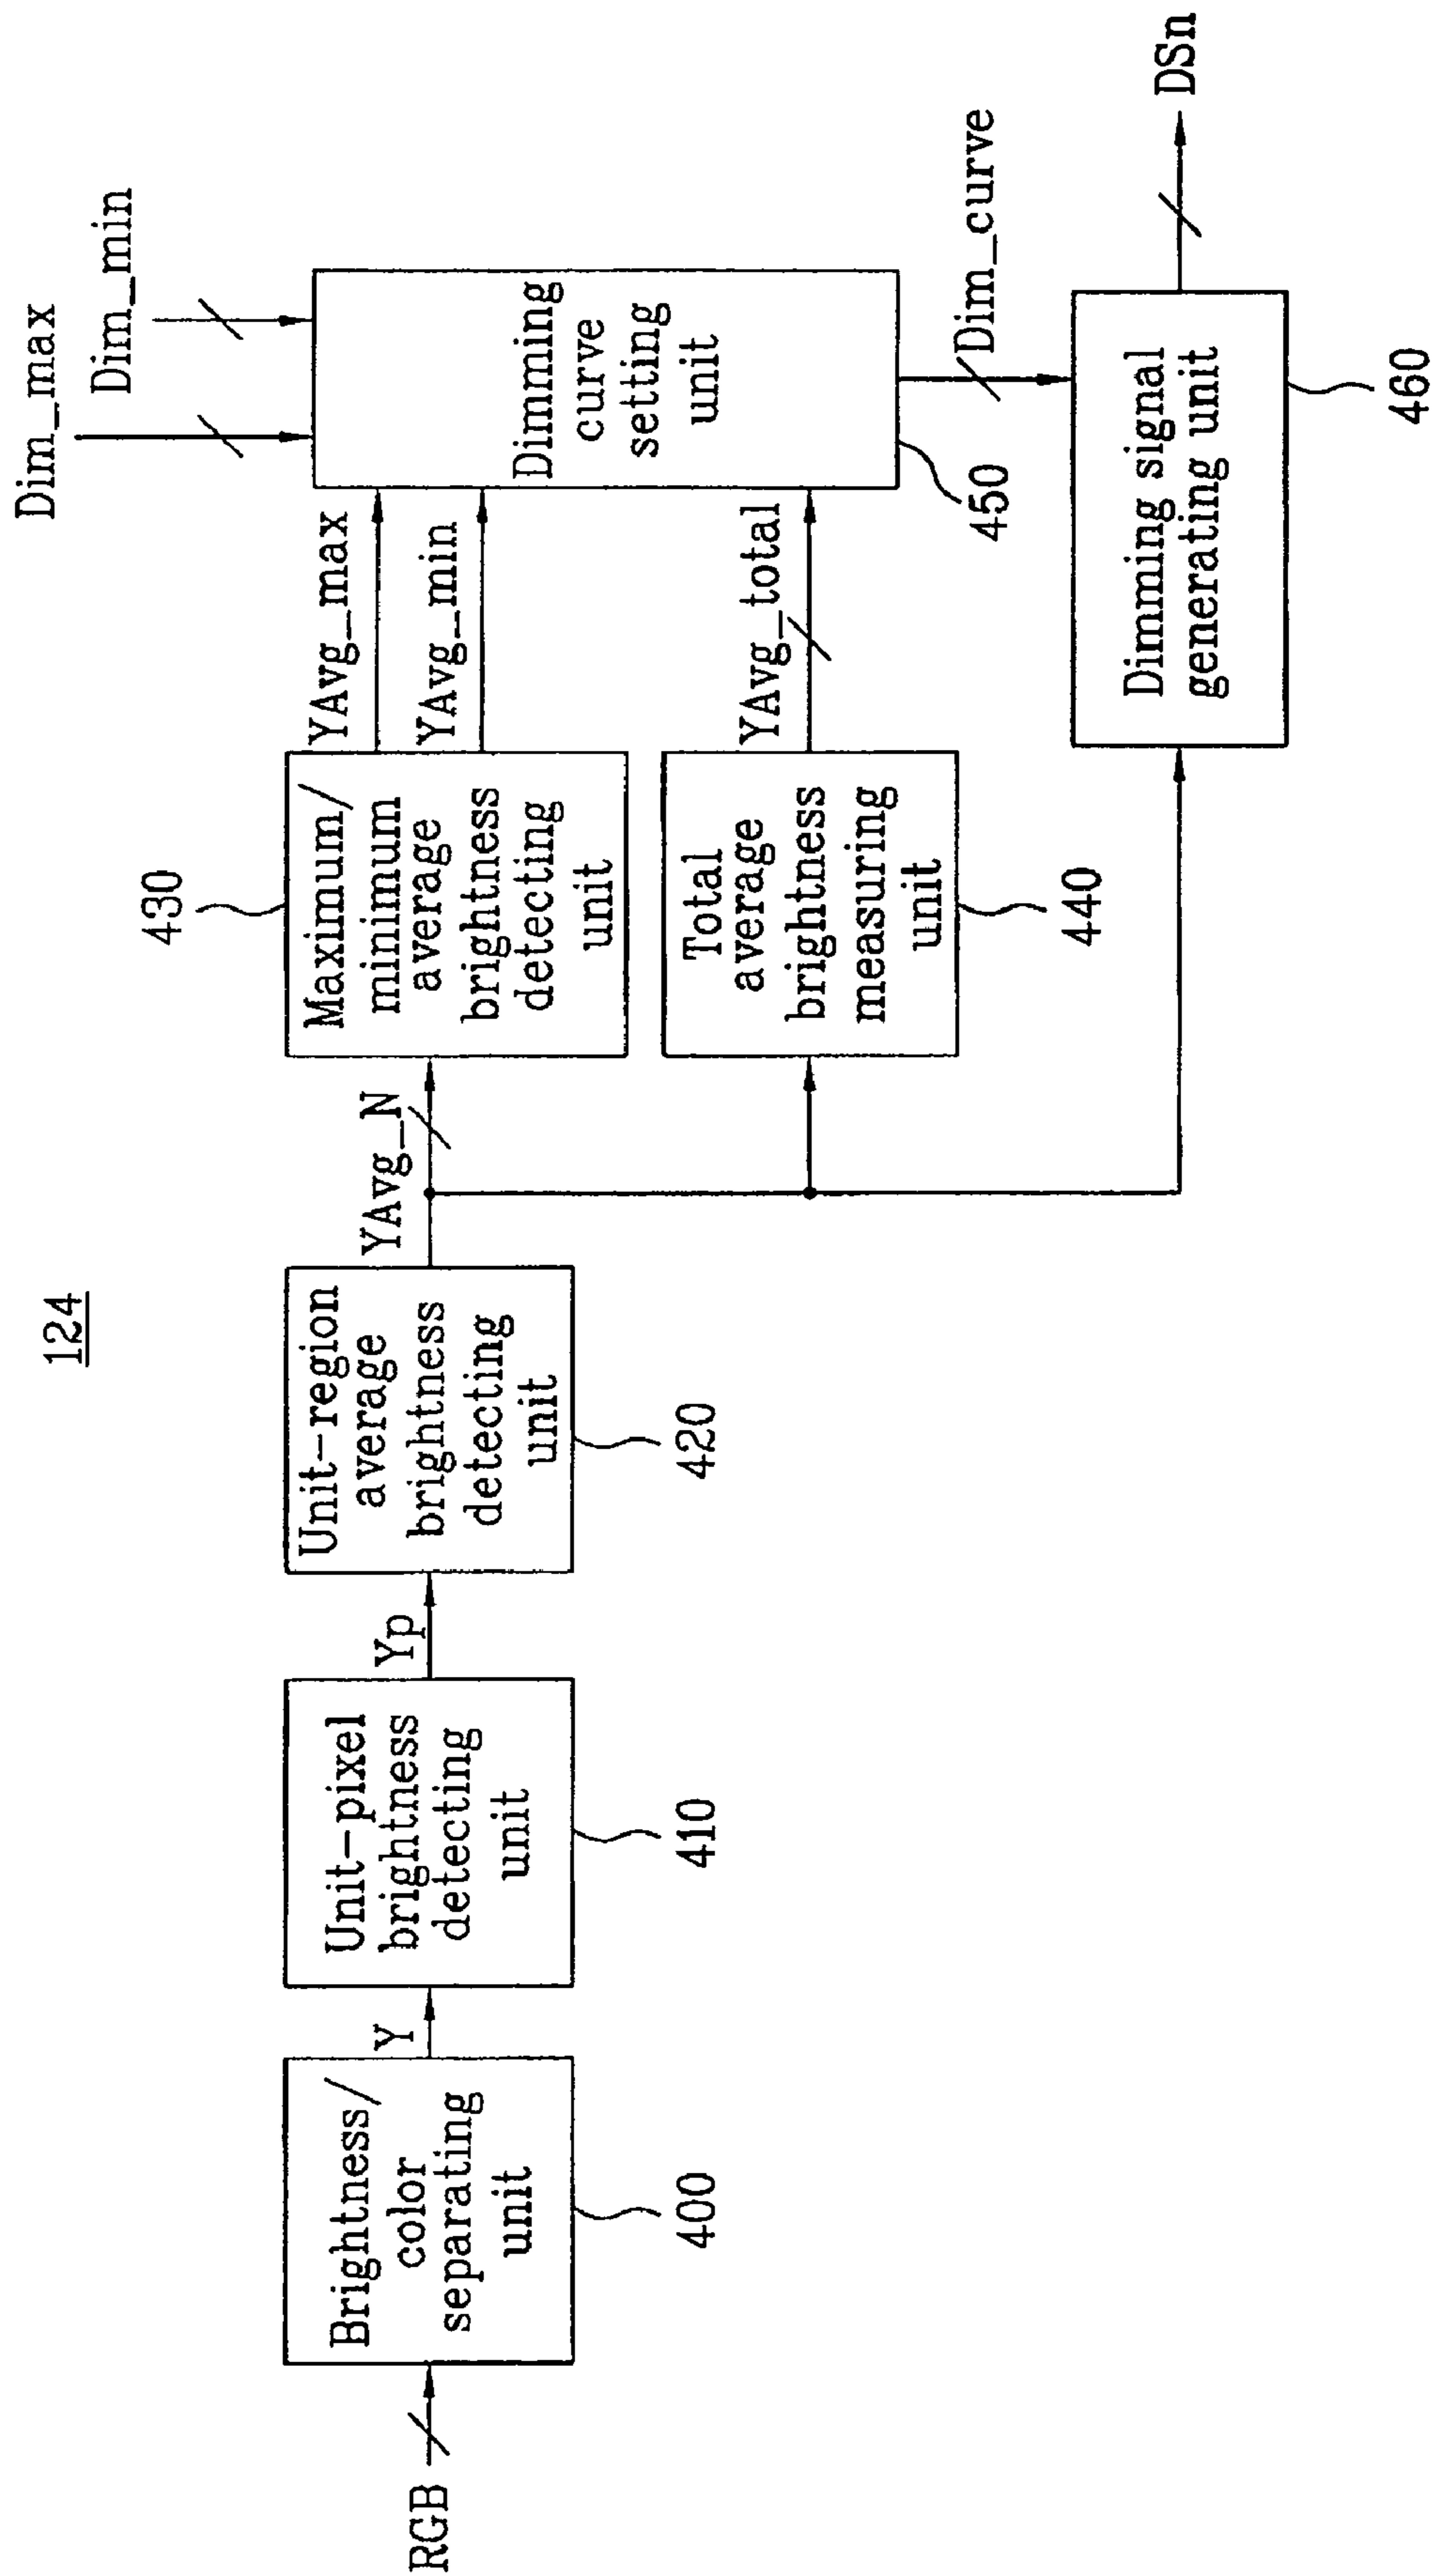 124
RGB
Brightness/
color
separating
unit
400
Y
Unit-pixel
brightness
detecting
unit
410
Yp
Unit-region
average
brightness
detecting
unit
420
YAvg_N
430
Maximum/
minimum
average
brightness
detecting
unit
Total
average
brightness
measuring
unit
440
YAvg_max
YAvg_min
YAvg_total
Dim_max
Dim_min
Dimming
curve
setting
unit
450
Dim_curve
Dimming signal
generating unit
460
DSn